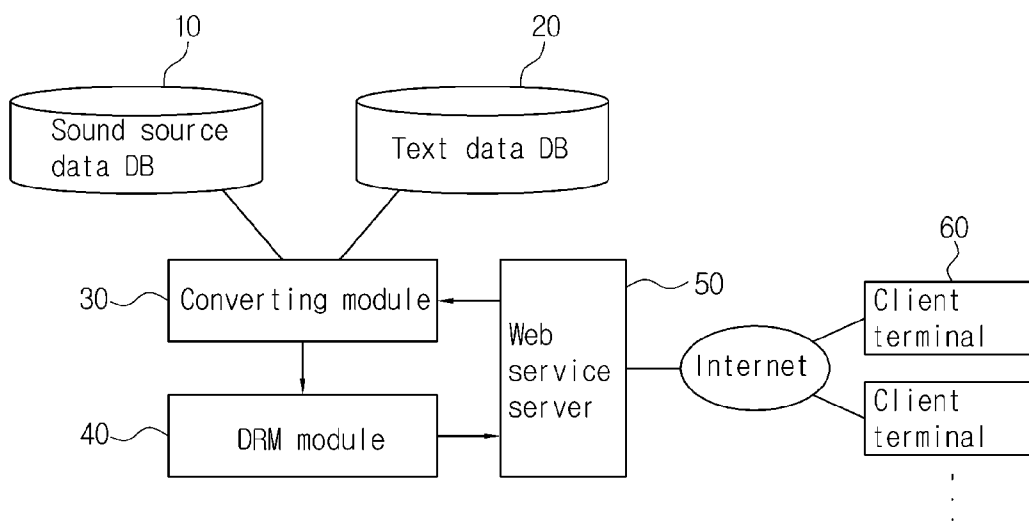 10
20
Sound source
data DB
Text data DB
60
30
Converting module
50
Client
terminal
Web
service
server
Internet
40
DRM module
Client
terminal